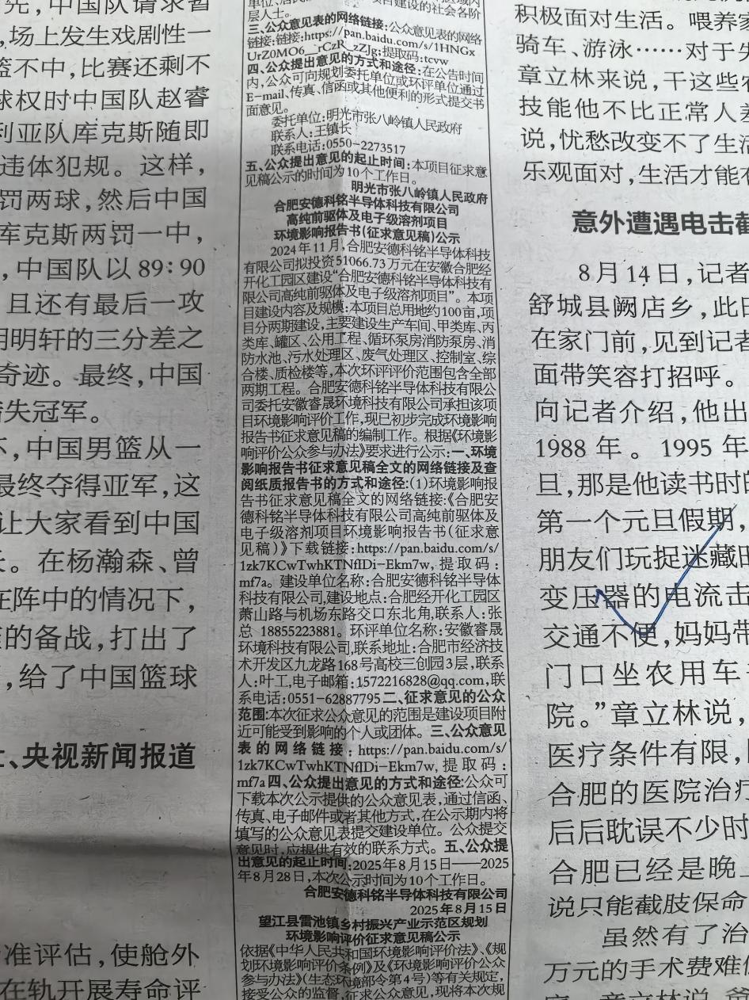 先,中国队请求暂
,场上发生戏剧性一
篮不中,比赛还剩不
球权时中国队赵睿
利亚队库克斯随即
违体犯规。这样,
罚两球,然后中国
库克斯两罚一中,
,中国队以89:90
且还有最后一攻
胡明轩的三分差之
奇迹。最终,中国
失冠军。
,中国男篮从一
最终夺得亚军,这
让大家看到中国
。在杨瀚森、曾
在阵中的情况下,
的备战,打出了
,给了中国篮球
、央视新闻报道
准评估,使舱外
在轨开展寿命评
层人士。
三、公众意见表的网络链接:公众意见表的网络
链接:链接:https://pan.baidu.com/s/1HNGx
UrZ0MO6__rCzR_zZJg;提取码:tcvw
四、公众提出意见的方式和途径:在公告时间
内,公众可向规划委托单位或环评单位通过
E-mail、传真、信函或其他便利的形式提交书
面意见。
委托单位:明光市张八岭镇人民政府
联系人:王镇长
联系电话:0550-2273517
五、公众提出意见的起止时间:本项目征求意
见稿公示的时间为10个工作日。
明光市张八岭镇人民政府
合肥安德科铭半导体科技有限公司
高纯前驱体及电子级溶剂项目
环境影响报告书(征求意见稿)公示
2024年11月,合肥安德科铭半导体科技
有限公司拟投资51066.73万元在安徽合肥经
开化工园区建设“合肥安德科铭半导体科技有
限公司高纯前驱体及电子级溶剂项目”。本项
目建设内容及规模:本项目总用地约100亩,项
目分两期建设,主要建设生产车间、甲类库、丙
类库、罐区、公用工程、循环泵房消防泵房、消
防水池、污水处理区、废气处理区、控制室、综
合楼、质检楼等,本次环评评价范围包含全部
两期工程。合肥安德科铭半导体科技有限公
司委托安徽睿晟环境科技有限公司承担该项
目环境影响评价工作,现已初步完成环境影响
报告书征求意见稿的编制工作。根据《环境影
响评价公众参与办法》要求进行公示:一、环境
影响报告书征求意见稿全文的网络链接及查
阅纸质报告书的方式和途径:(1)环境影响报
告书征求意见稿全文的网络链接:《合肥安
德科铭半导体科技有限公司高纯前驱体及
电子级溶剂项目环境影响报告书(征求意
见稿)》下载链接:https://pan.baidu.com/s/
1zk7KCwTwhKTNflDi-Ekm7w,提取码:
mf7a。建设单位名称:合肥安德科铭半导体
科技有限公司,建设地点:合肥经开化工园区
萧山路与机场东路交口东北角,联系人:张
总 18855223881。环评单位名称:安徽睿晟
环境科技有限公司,联系地址:合肥市经济技
术开发区九龙路168号高校三创园3层,联系
人:叶工,电子邮箱:1572216828@qq.com,联
系电话:0551-62887795二、征求意见的公众
范围:本次征求公众意见的范围是建设项目附
近可能受到影响的个人或团体。三、公众意见
表的网络链接:https://pan.baidu.com/s/
1zk7KCwTwhKTNflDi-Ekm7w,提取码:
mf7a四、公众提出意见的方式和途径:公众可
下载本次公示提供的公众意见表,通过信函、
传真、电子邮件或者其他方式,在公示期内将
填写的公众意见表提交建设单位。公众提交
意见时,应提供有效的联系方式。五、公众提
出意见的起止时间:2025年8月15日——2025
年8月28日,本次公示时间为10个工作日。
合肥安德科铭半导体科技有限公司
2025年8月15日
望江县雷池镇乡村振兴产业示范区规划
环境影响评价征求意见稿公示
依据《中华人民共和国环境影响评价法》、《规
划环境影响评价条例》及《环境影响评价公众
参与办法》(生态环境部令第4号)等有关规定,
接受公众的监督,征求公众意见,现将本次规
积极面对生活。喂养家
骑车、游泳……对于失
章立林来说,干这些农
技能他不比正常人差
说,忧愁改变不了生活
乐观面对,生活才能
意外遭遇电击截
8月14日,记者
舒城县阙店乡,此
在家门前,见到记者
面带笑容打招呼。
向记者介绍,他出
1988年。1995年
旦,那是他读书时的
第一个元旦假期,
朋友们玩捉迷藏时
变压器的电流击
交通不便,妈妈带
门口坐农用车
院。”章立林说,
医疗条件有限,
合肥的医院治疗
后后耽误不少时
合肥已经是晚上
说只能截肢保命
虽然有了治
万元的手术费难